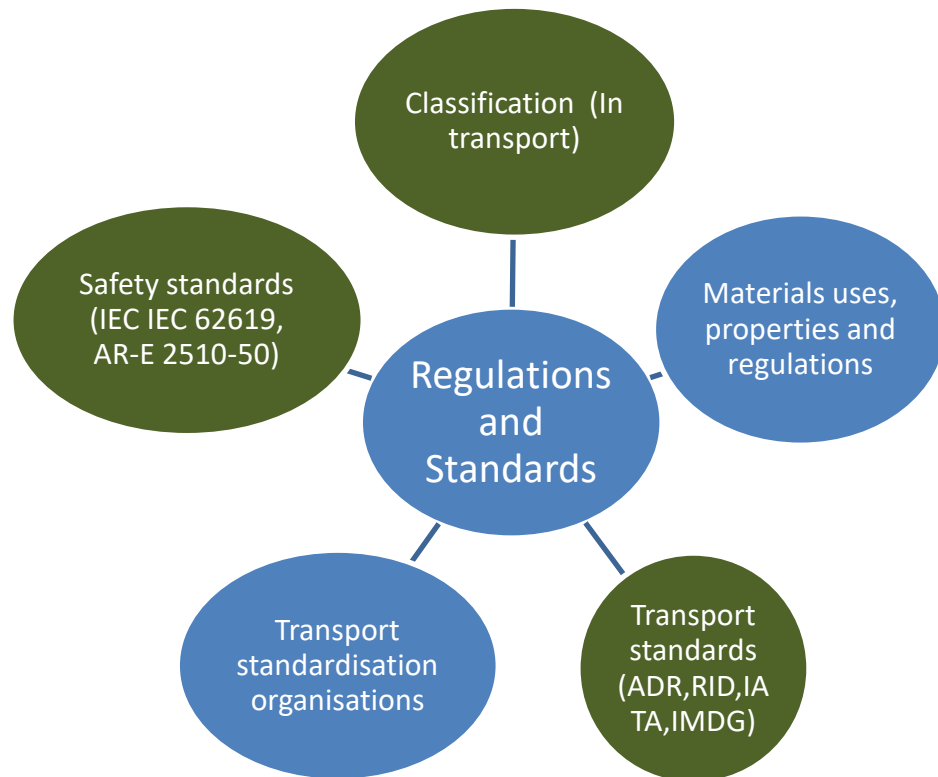 Classification (In
transport)
Safety standards
(IEC IEC 62619,
AR-E 2510-50)
Materials uses,
properties and
regulations
Regulations
and
Standards
Transport
standardisation
organisations
Transport
standards
(ADR,RID,IA
TA,IMDG)